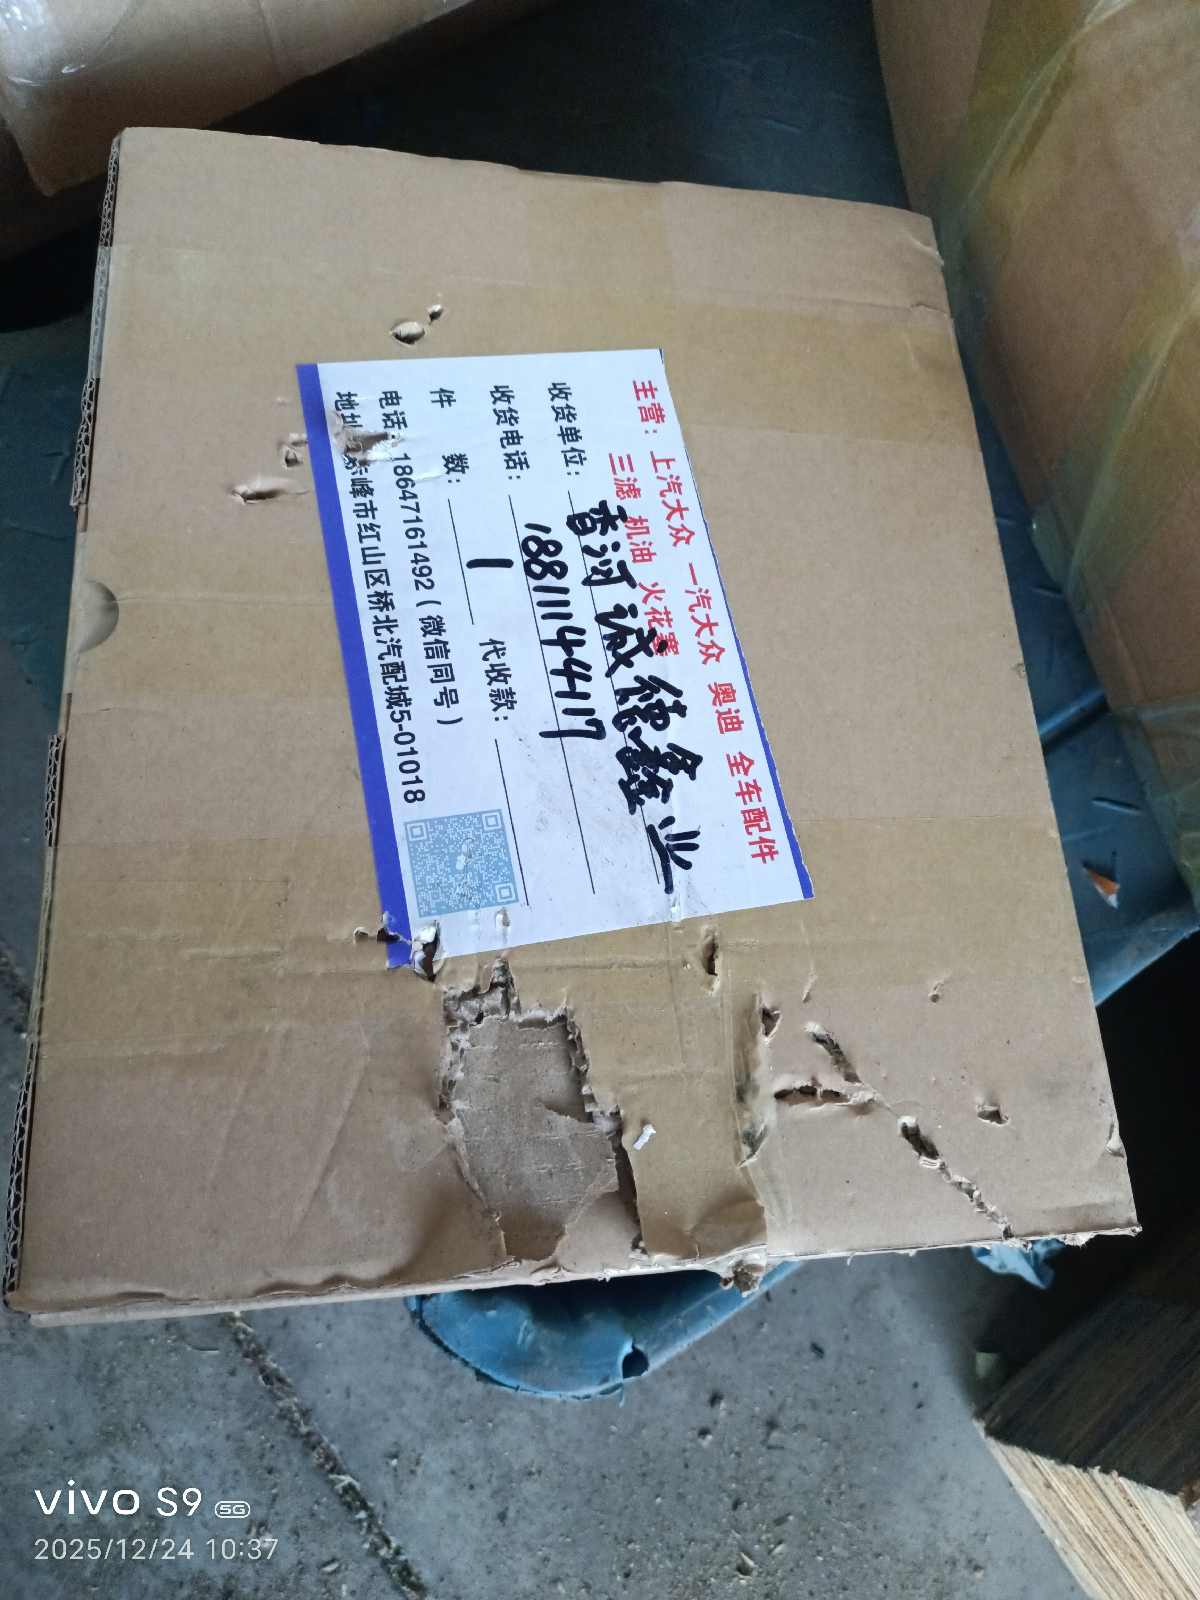 主营：上汽大众 一汽大众 奥迪 全车配件
三滤 机油 火花塞
收货单位：香河诚德鑫业
收货电话：18811144117
件 数：1 代收款：
电话：18647161492（微信同号）
地址 赤峰市红山区桥北汽配城5-01018
vivo S9 5G
2025/12/24 10:37